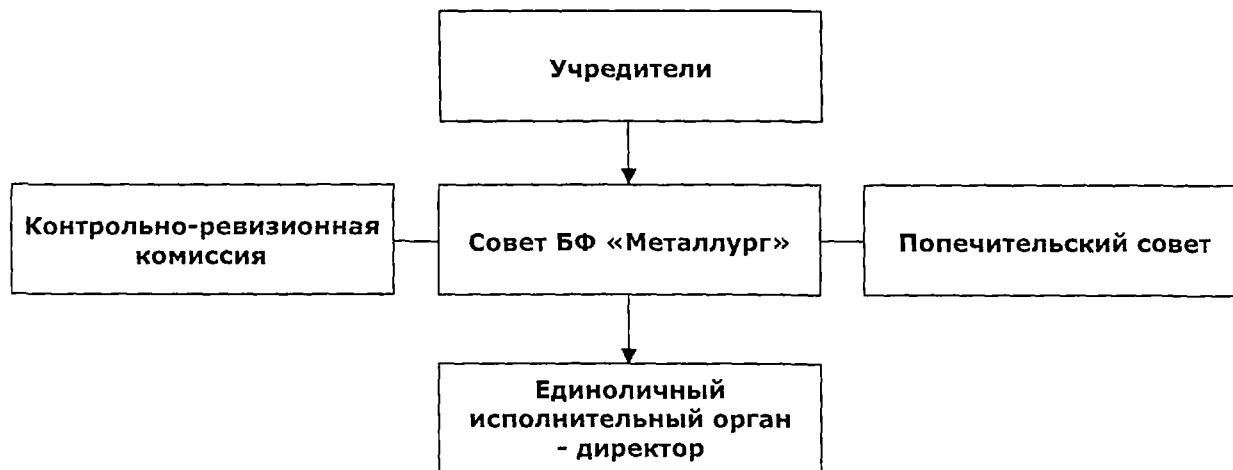 Учредители
Контрольно-ревизионная
комиссия
Совет БФ «Металлург»
Попечительский совет
Единоличный
исполнительный орган
- директор